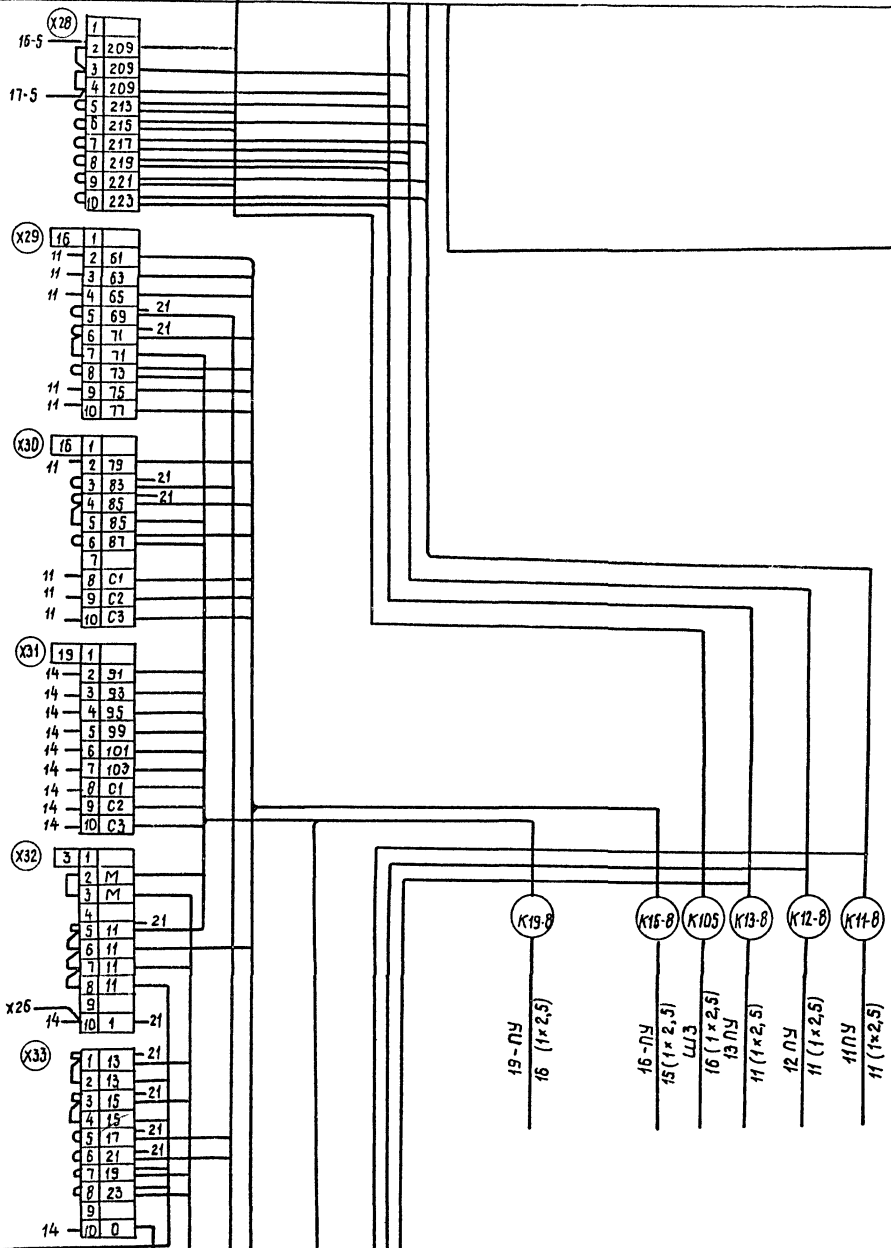 X28
1
16-5
2 209
3 209
4 209
17-5
5 213
6 215
7 217
8 219
9 221
10 223
X29 16 1
11 2 61
11 3 63
11 4 65
5 69 21
6 71 21
7 71
8 73
11 9 75
11 10 77
X30 16 1
11 2 79
3 83 21
4 85 21
5 85
6 87
7
11 8 C1
11 9 C2
11 10 C3
X31 19 1
14 2 91
14 3 93
14 4 95
14 5 99
14 6 101
14 7 103
14 8 C1
14 9 C2
14 10 C3
X32 3 1
2 М
3 М
4
5 11 21
6 11
7 11
8 11
9
X26
14 10 1 21
X33
1 13 21
2 13
3 15 21
4 15
5 17 21
6 21 21
7 19
8 23
9
14 10 0
К19-8
К16-8
К105
К13-8
К12-8
К11-8
19-ПУ
16 (1×2,5)
16-ПУ
15 (1×2,5)
ШЗ
16 (1×2,5)
13 ПУ
11 (1×2,5)
12 ПУ
11 (1×2,5)
11ПУ
11 (1×2,5)